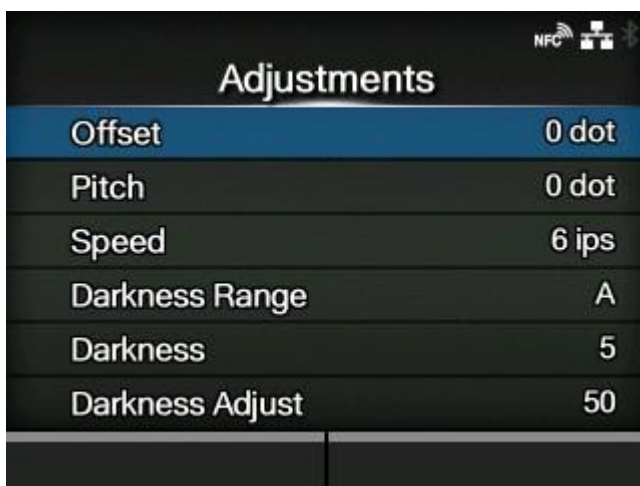 NFC
Adjustments
Offset 0 dot
Pitch 0 dot
Speed 6 ips
Darkness Range A
Darkness 5
Darkness Adjust 50